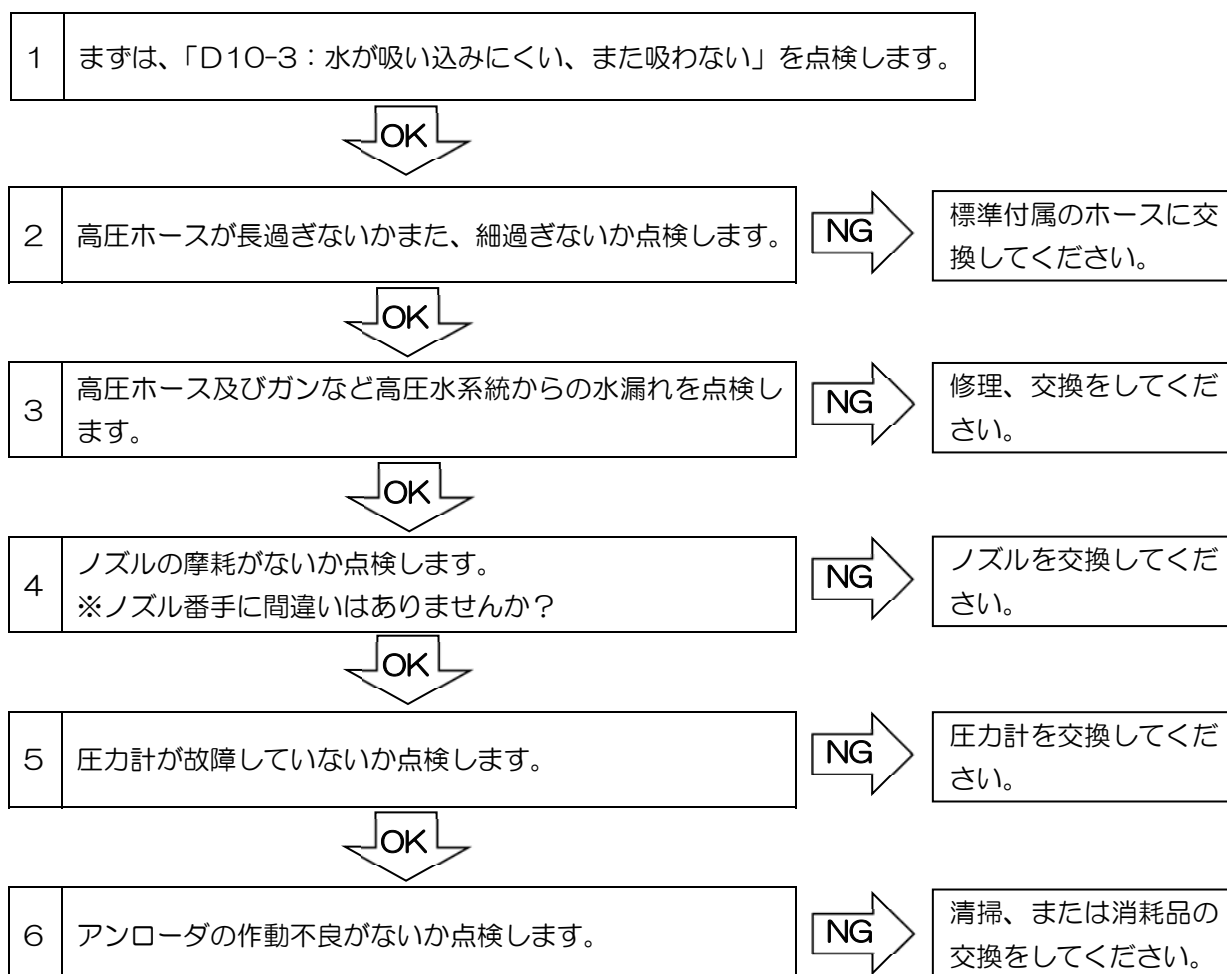 1 まずは、「D10-3：水が吸い込みにくい、また吸わない」を点検します。
OK
2 高圧ホースが長過ぎないかまた、細過ぎないか点検します。
NG
標準付属のホースに交
換してください。
OK
3 高圧ホース及びガンなど高圧水系統からの水漏れを点検し
ます。
NG
修理、交換をしてくだ
さい。
OK
4 ノズルの摩耗がないか点検します。
※ノズル番手に間違いはありませんか？
NG
ノズルを交換してくだ
さい。
OK
5 圧力計が故障していないか点検します。
NG
圧力計を交換してくだ
さい。
OK
6 アンローダの作動不良がないか点検します。
NG
清掃、または消耗品の
交換をしてください。